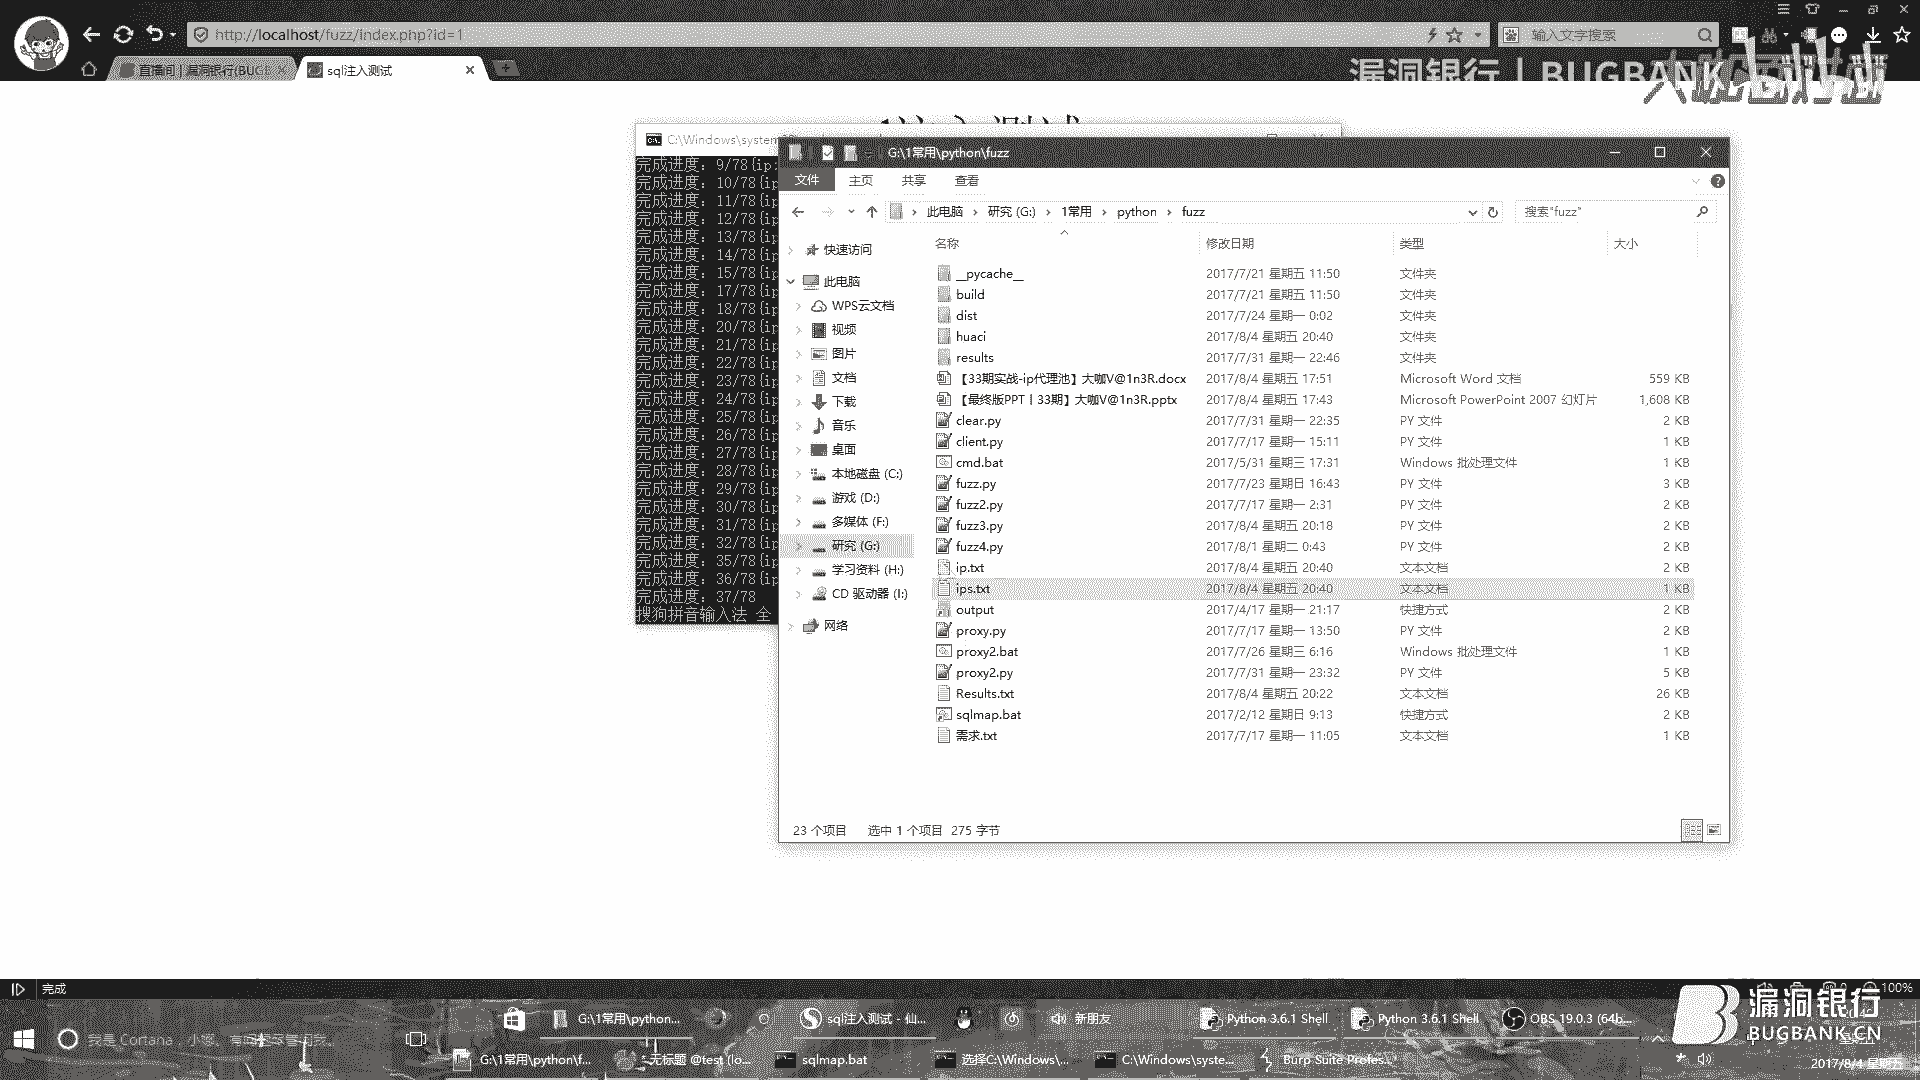 http://localhost/fuzz/index.php?id=1
输入文字搜索
直播间 | 漏洞银行(BUGB
sql注入测试
漏洞银行 | BUGBANK
bilibili
C:\Windows\system
完成进度: 9/78{ip:
完成进度: 10/78{ip
完成进度: 11/78{ip
完成进度: 12/78{ip
完成进度: 13/78{ip
完成进度: 14/78{ip
完成进度: 15/78{ip
完成进度: 17/78{ip
完成进度: 18/78{ip
完成进度: 20/78{ip
完成进度: 21/78{ip
完成进度: 22/78{ip
完成进度: 23/78{ip
完成进度: 24/78{ip
完成进度: 25/78{ip
完成进度: 26/78{ip
完成进度: 27/78{ip
完成进度: 28/78{ip
完成进度: 29/78{ip
完成进度: 30/78{ip
完成进度: 31/78{ip
完成进度: 32/78{ip
完成进度: 35/78{ip
完成进度: 36/78{ip
完成进度: 37/78
搜狗拼音输入法 全
G:\1常用\python\fuzz
文件 主页 共享 查看
此电脑 › 研究 (G:) › 1常用 › python › fuzz
搜索"fuzz"
快速访问
此电脑
WPS云文档
视频
图片
文档
下载
音乐
桌面
本地磁盘 (C:)
游戏 (D:)
多媒体 (F:)
研究 (G:)
学习资料 (H:)
CD 驱动器 (I:)
网络
名称 修改日期 类型 大小
__pycache__ 2017/7/21 星期五 11:50 文件夹
build 2017/7/21 星期五 11:50 文件夹
dist 2017/7/24 星期一 0:02 文件夹
huaci 2017/8/4 星期五 20:40 文件夹
results 2017/7/31 星期一 22:46 文件夹
【33期实战-ip代理池】大咖V@1n3R.docx 2017/8/4 星期五 17:51 Microsoft Word 文档 559 KB
【最终版PPT丨33期】大咖V@1n3R.pptx 2017/8/4 星期五 17:43 Microsoft PowerPoint 2007 幻灯片 1,608 KB
clear.py 2017/7/31 星期一 22:35 PY 文件 2 KB
client.py 2017/7/17 星期一 15:11 PY 文件 1 KB
cmd.bat 2017/5/31 星期三 17:31 Windows 批处理文件 1 KB
fuzz.py 2017/7/23 星期日 16:43 PY 文件 3 KB
fuzz2.py 2017/7/17 星期一 2:31 PY 文件 2 KB
fuzz3.py 2017/8/4 星期五 20:18 PY 文件 2 KB
fuzz4.py 2017/8/1 星期二 0:43 PY 文件 2 KB
ip.txt 2017/8/4 星期五 20:40 文本文档 2 KB
ips.txt 2017/8/4 星期五 20:40 文本文档 1 KB
output 2017/4/17 星期一 21:17 快捷方式 2 KB
proxy.py 2017/7/17 星期一 13:50 PY 文件 2 KB
proxy2.bat 2017/7/26 星期三 6:16 Windows 批处理文件 1 KB
proxy2.py 2017/7/31 星期一 23:32 PY 文件 5 KB
Results.txt 2017/8/4 星期五 20:22 文本文档 26 KB
sqlmap.bat 2017/2/12 星期日 9:13 快捷方式 2 KB
需求.txt 2017/7/17 星期一 11:05 文本文档 1 KB
23 个项目 选中 1 个项目 275 字节
完成
100%
G:\1常用\python...
sql注入测试 - 仙...
新朋友
Python 3.6.1 Shell
Python 3.6.1 Shell
OBS 19.0.3 (64b...
我是 Cortana
G:\1常用\python\f...
无标题 @test (lo...
sqlmap.bat
选择C:\Windows\...
C:\Windows\syste...
Burp Suite Profes...
漏洞银行
BUGBANK.CN
2017/8/4 星期五